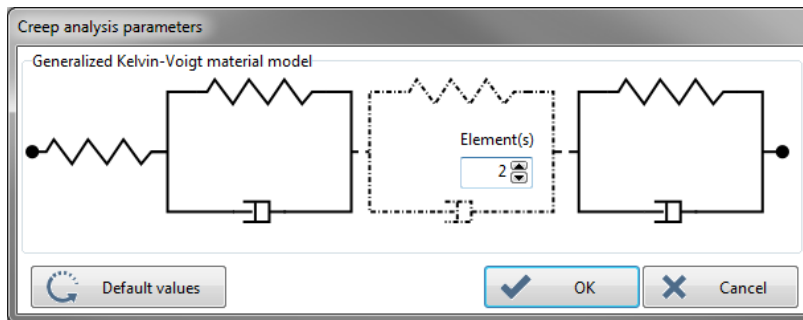 Creep analysis parameters
Generalized Kelvin-Voigt material model
Element(s)
2
Default values
OK
Cancel